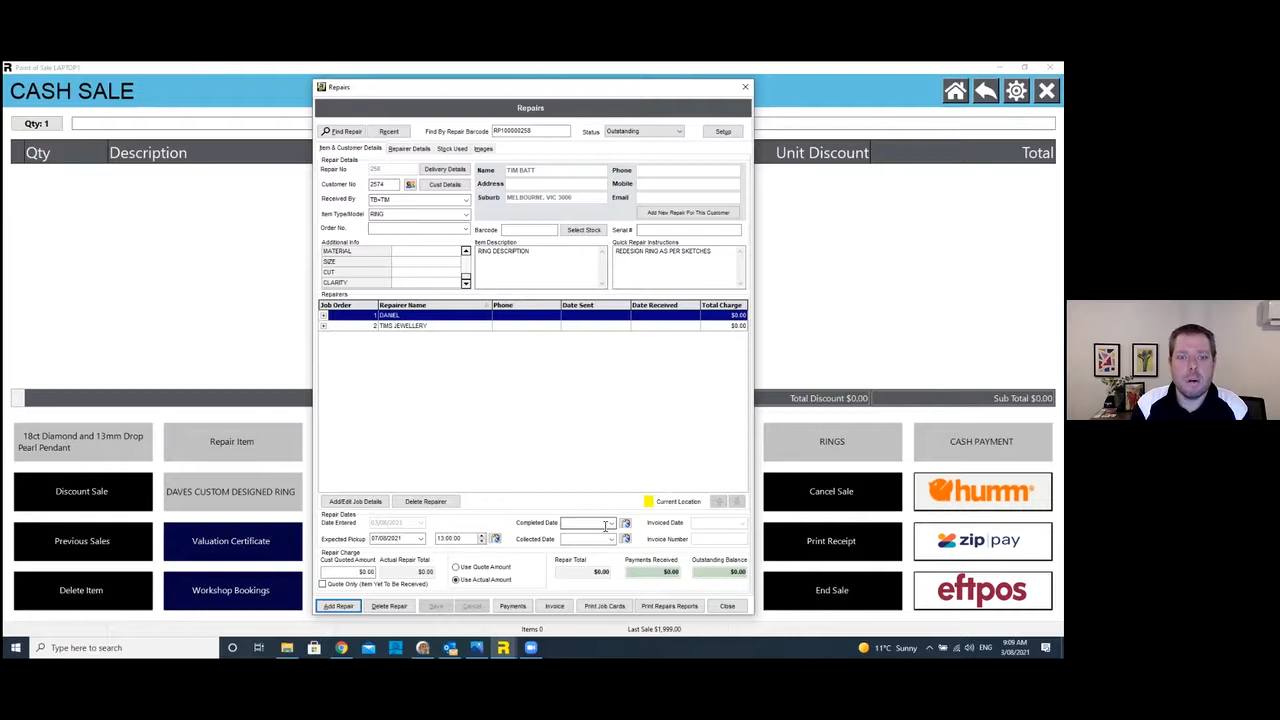 Point of Sale LAPTOP1
CASH SALE
Qty: 1
Qty
Description
Unit Discount
Total
Repairs
Repairs
Find Repair
Recent
Find By Repair Barcode
RP100000258
Status
Outstanding
Setup
Item & Customer Details
Repairer Details
Stock Used
Images
Repair Details
Repair No
258
Delivery Details
Customer No
2574
Cust Details
Received By
TB=TIM
Item Type/Model
RING
Order No.
Name
TIM BATT
Address
Suburb
MELBOURNE, VIC 3000
Phone
Mobile
Email
Add New Repair For This Customer
Barcode
Select Stock
Serial #
Additional Info
MATERIAL
SIZE
CUT
CLARITY
Item Description
RING DESCRIPTION
Quick Repair Instructions
REDESIGN RING AS PER SKETCHES
Repairers
Job Order
Repairer Name
Phone
Date Sent
Date Received
Total Charge
1 DANIEL $0.00
2 TIMS JEWELLERY $0.00
Add/Edit Job Details
Delete Repairer
Current Location
Repair Dates
Date Entered
03/08/2021
Expected Pickup
07/08/2021
13:00:00
Completed Date
Collected Date
Invoiced Date
Invoice Number
Repair Charge
Cust Quoted Amount
$0.00
Actual Repair Total
$0.00
Quote Only (Item Yet To Be Received)
Use Quote Amount
Use Actual Amount
Repair Total
$0.00
Payments Received
$0.00
Outstanding Balance
$0.00
Add Repair
Delete Repair
Save
Cancel
Payments
Invoice
Print Job Cards
Print Repairs Reports
Close
Total Discount $0.00
Sub Total $0.00
18ct Diamond and 13mm Drop
Pearl Pendant
Repair Item
RINGS
CASH PAYMENT
Discount Sale
DAVES CUSTOM DESIGNED RING
Cancel Sale
humm
Previous Sales
Valuation Certificate
Print Receipt
zip|pay
Delete Item
Workshop Bookings
End Sale
eftpos
Items 0
Last Sale $1,999.00
Type here to search
11°C Sunny
ENG
9:09 AM
3/08/2021